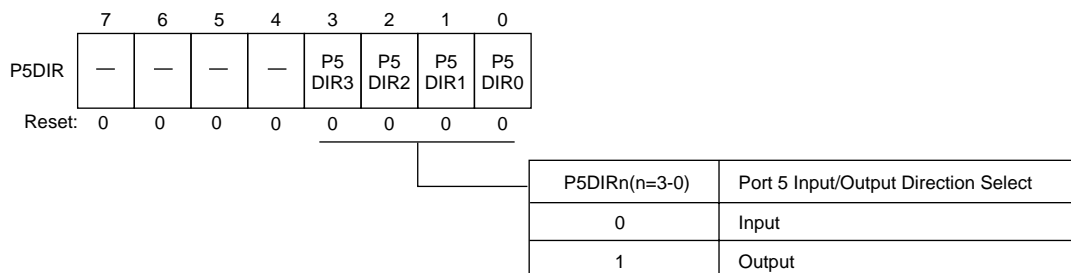 7 6 5 4 3 2 1 0
P5DIR — — — — P5 DIR3 P5 DIR2 P5 DIR1 P5 DIR0
Reset: 0 0 0 0 0 0 0 0
P5DIRn(n=3-0) Port 5 Input/Output Direction Select
0 Input
1 Output